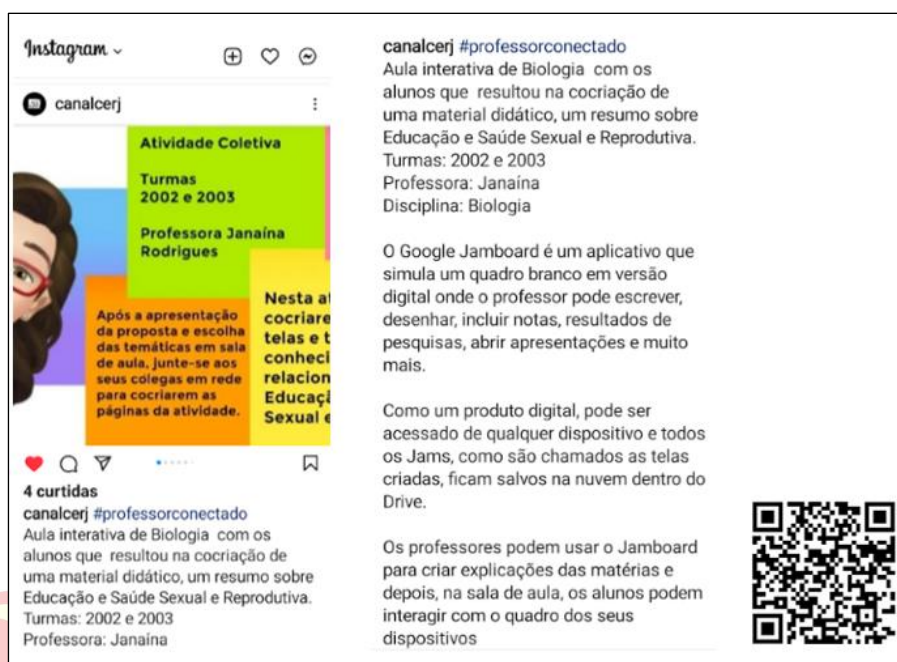 Instagram
canalcerj
Atividade Coletiva
Turmas
2002 e 2003
Professora Janaína
Rodrigues
Após a apresentação
da proposta e escolha
das temáticas em sala
de aula, junte-se aos
seus colegas em rede
para cocriarem as
páginas da atividade.
Nesta
cocriare
telas e t
conheci
relacion
Educaçã
Sexual e
4 curtidas
canalcerj #professorconectado
Aula interativa de Biologia com os
alunos que resultou na cocriação de
uma material didático, um resumo sobre
Educação e Saúde Sexual e Reprodutiva.
Turmas: 2002 e 2003
Professora: Janaína
canalcerj #professorconectado
Aula interativa de Biologia com os
alunos que resultou na cocriação de
uma material didático, um resumo sobre
Educação e Saúde Sexual e Reprodutiva.
Turmas: 2002 e 2003
Professora: Janaína
Disciplina: Biologia
O Google Jamboard é um aplicativo que
simula um quadro branco em versão
digital onde o professor pode escrever,
desenhar, incluir notas, resultados de
pesquisas, abrir apresentações e muito
mais.
Como um produto digital, pode ser
acessado de qualquer dispositivo e todos
os Jams, como são chamados as telas
criadas, ficam salvos na nuvem dentro do
Drive.
Os professores podem usar o Jamboard
para criar explicações das matérias e
depois, na sala de aula, os alunos podem
interagir com o quadro dos seus
dispositivos